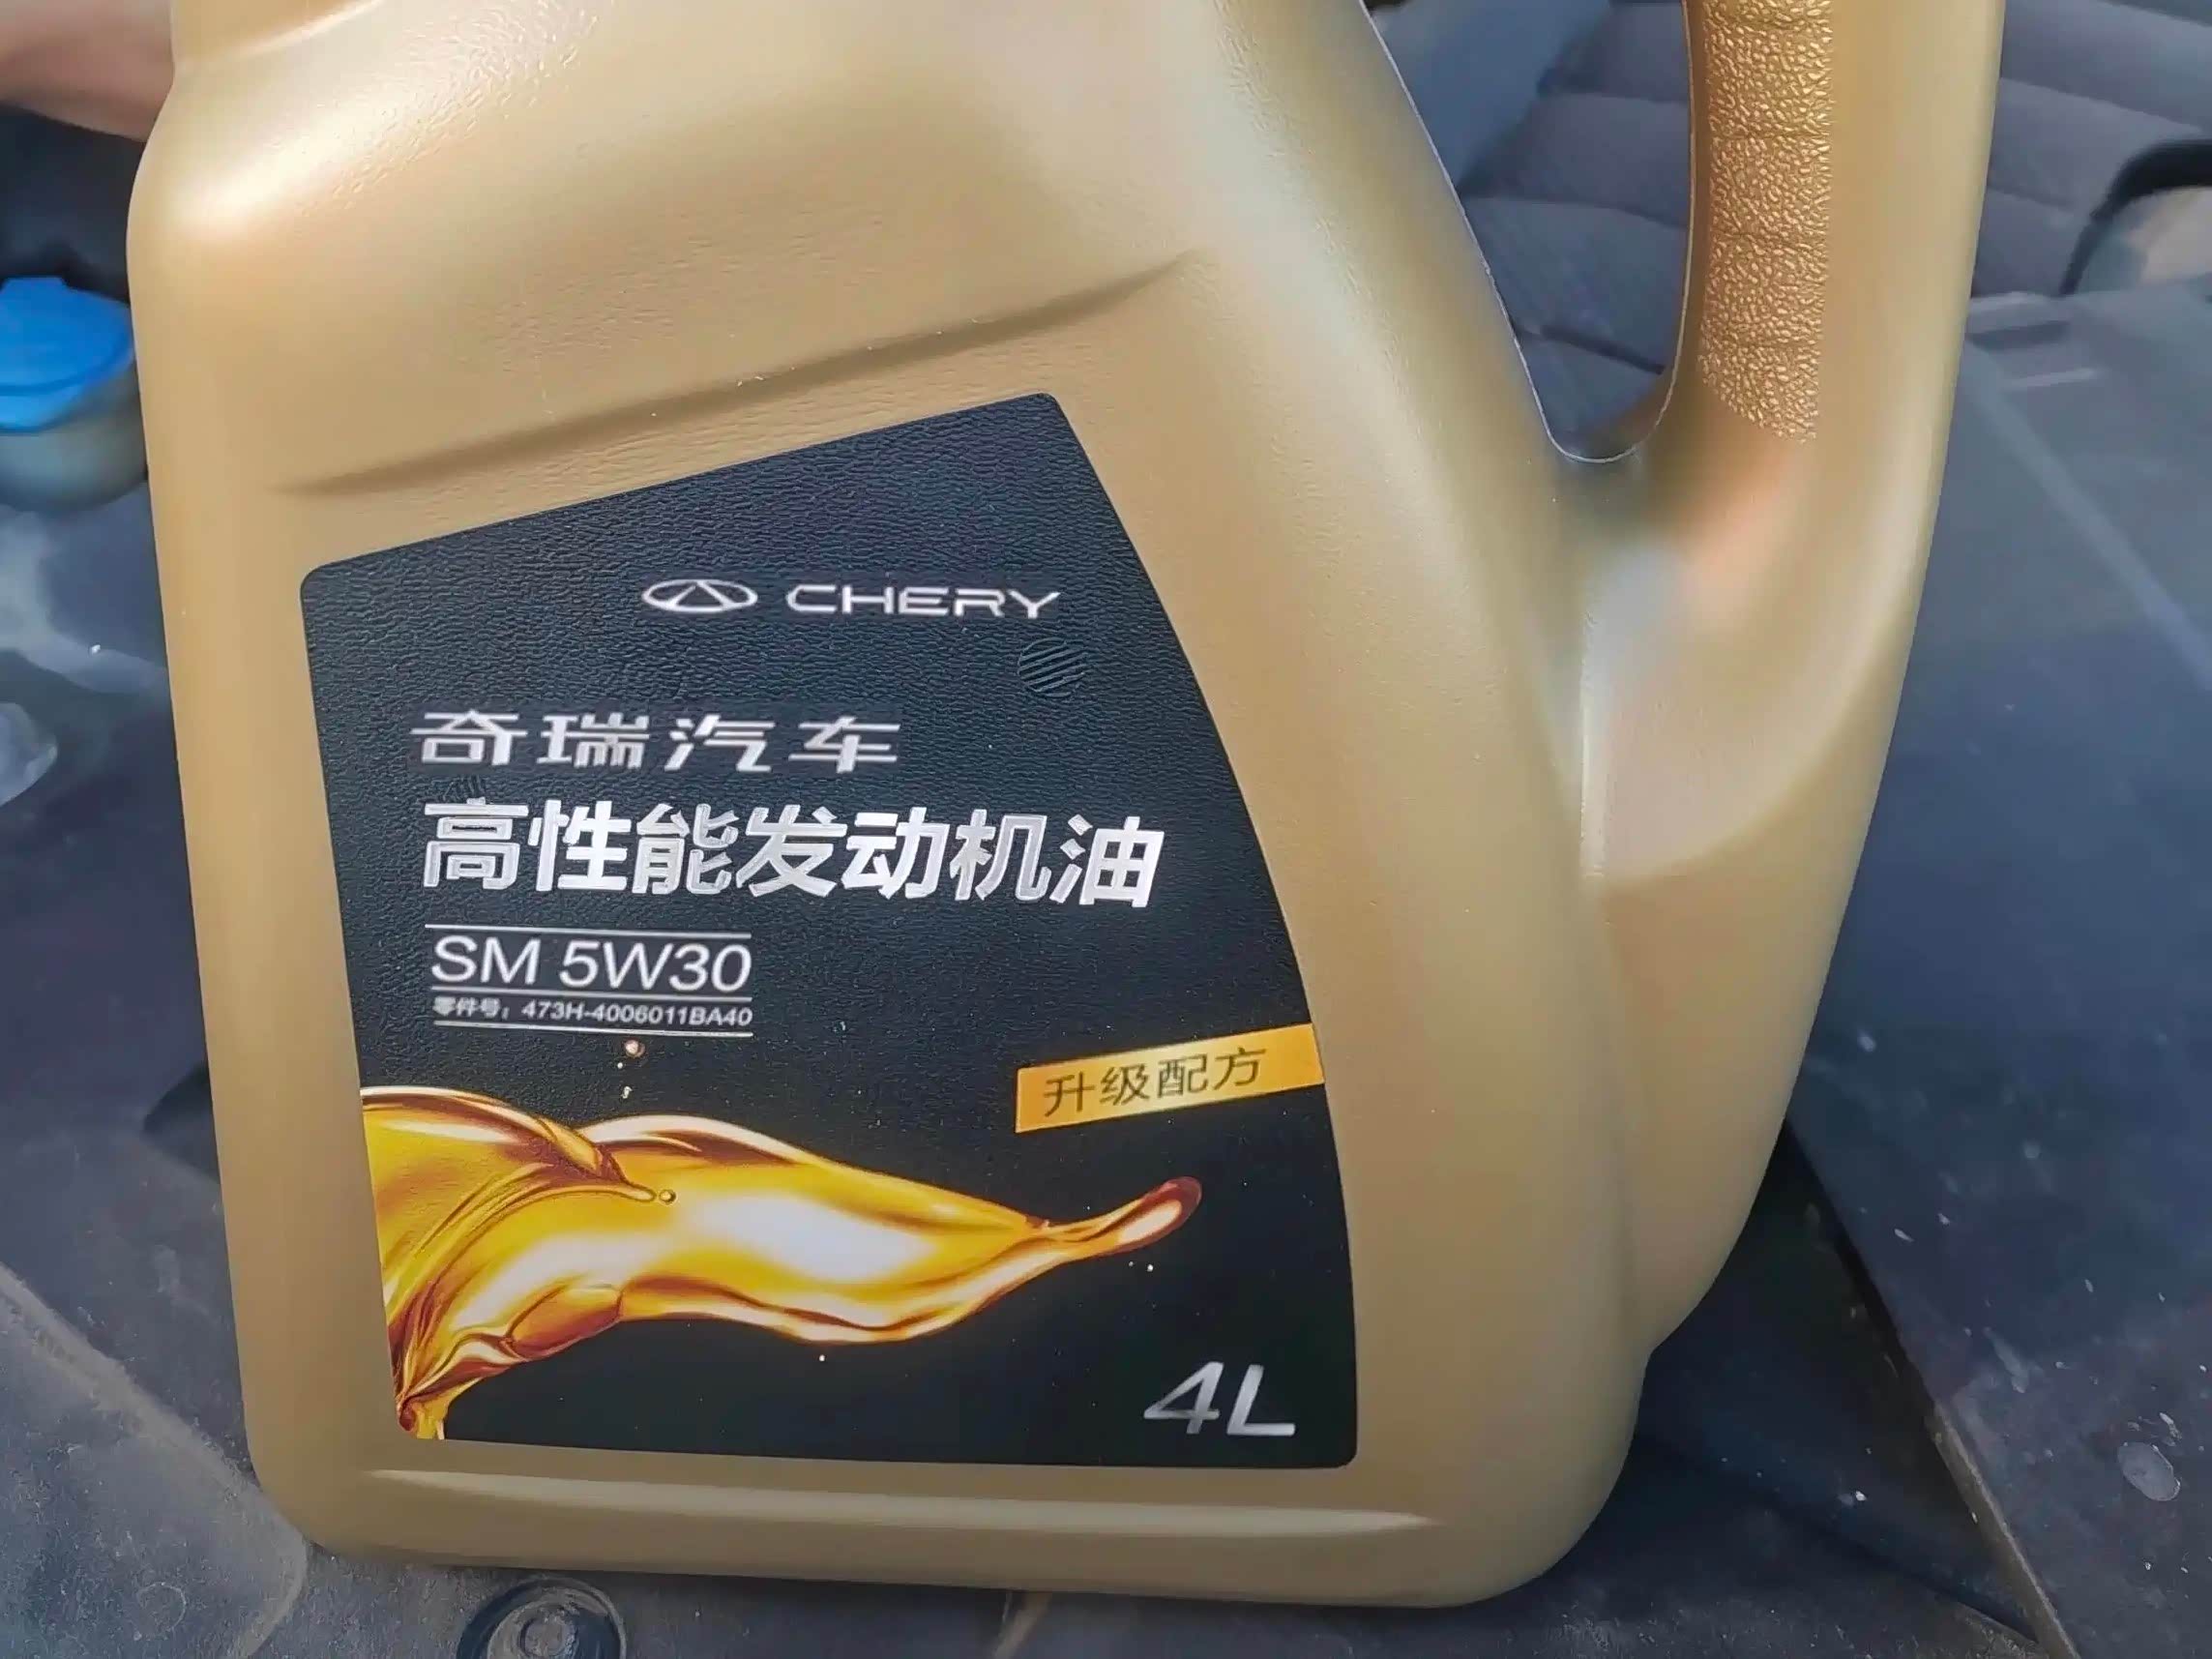 CHERY
奇瑞汽车
高性能发动机油
SM 5W30
零件号：473H-4006011BA40
升级配方
4L